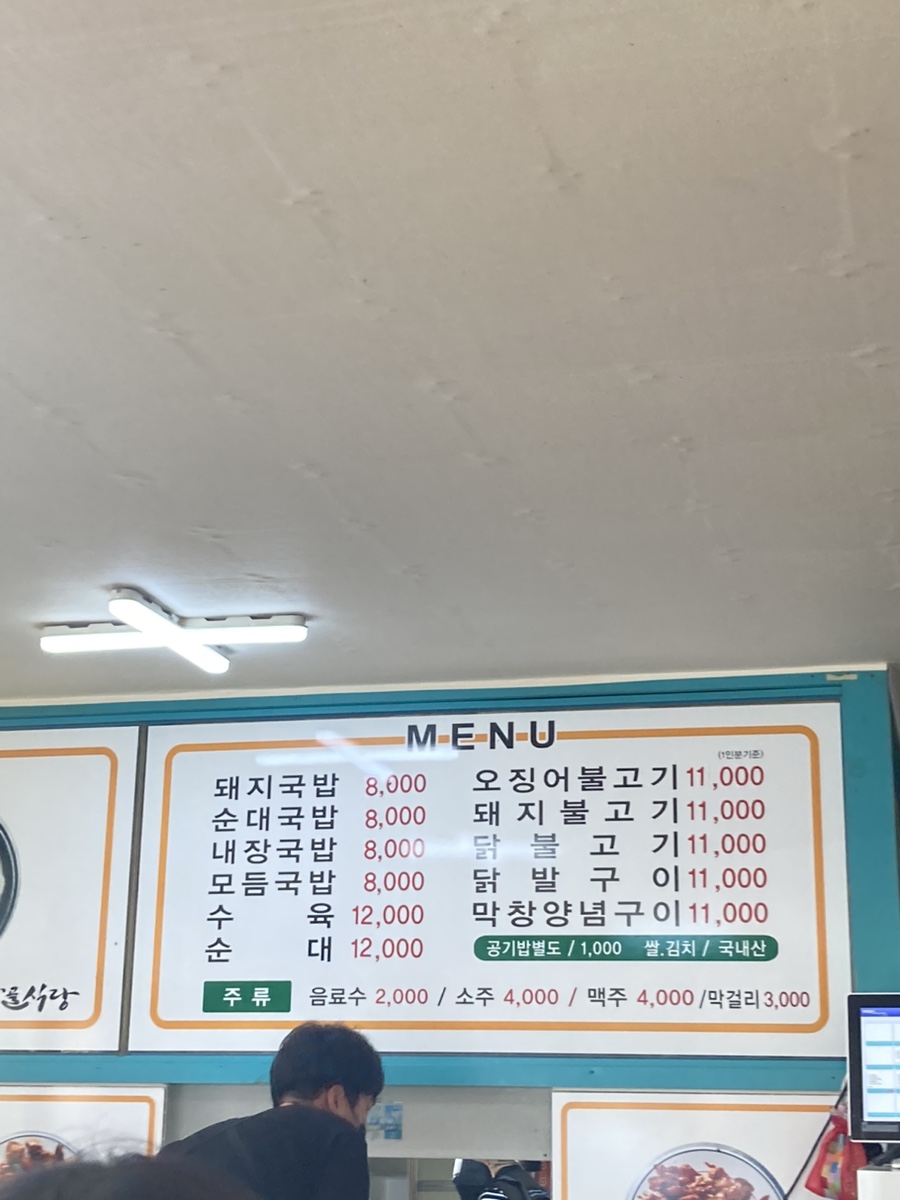 MENU
(1인분기준)
돼지국밥 8,000
순대국밥 8,000
내장국밥 8,000
모듬국밥 8,000
수육 12,000
순대 12,000
오징어불고기 11,000
돼지불고기 11,000
닭불고기 11,000
닭발구이 11,000
막창양념구이 11,000
공기밥별도 / 1,000 쌀.김치 / 국내산
주류 음료수 2,000 / 소주 4,000 / 맥주 4,000 /막걸리 3,000
식당